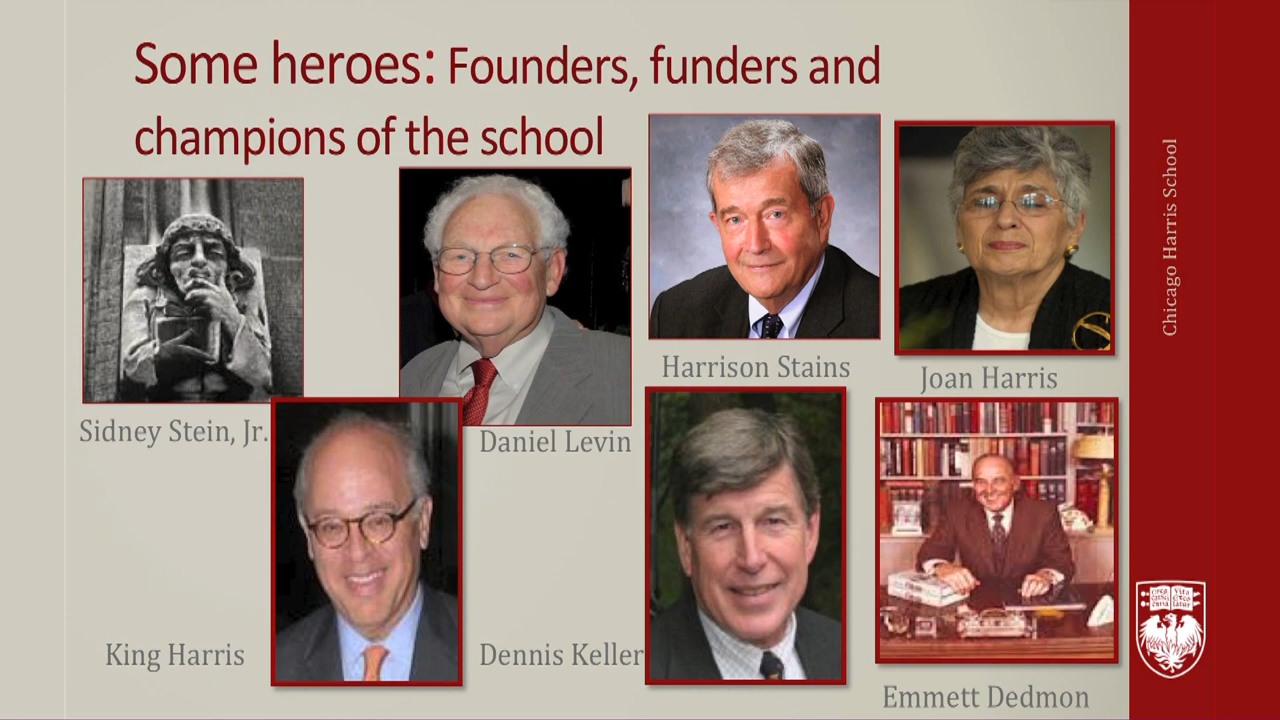 Some heroes: Founders, funders and
champions of the school
Sidney Stein, Jr.
Daniel Levin
Harrison Stains
Joan Harris
King Harris
Dennis Keller
Emmett Dedmon
Chicago Harris School